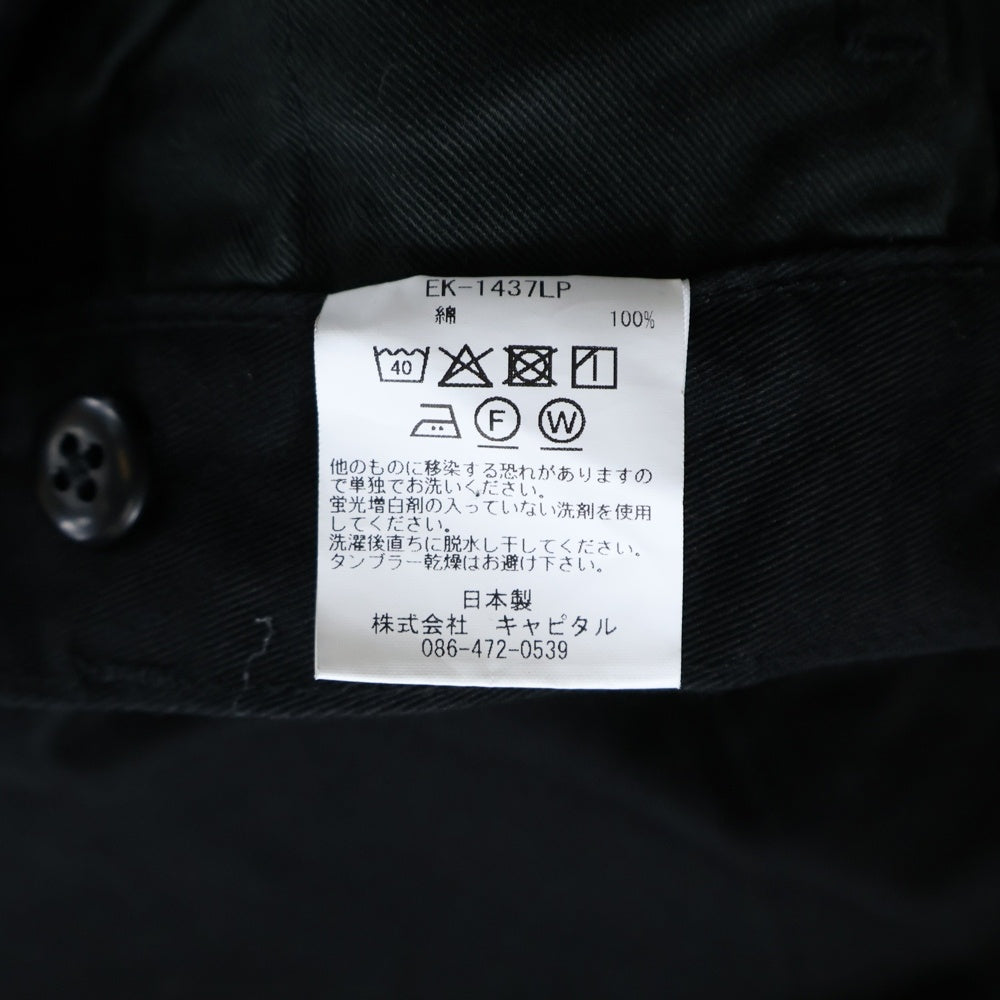 EK-1437LP
綿 100%
40
F W
他のものに移染する恐れがありますの
で単独でお洗いください。
蛍光増白剤の入っていない洗剤を使用
してください。
洗濯後直ちに脱水し干してください。
タンブラー乾燥はお避け下さい。
日本製
株式会社 キャピタル
086-472-0539